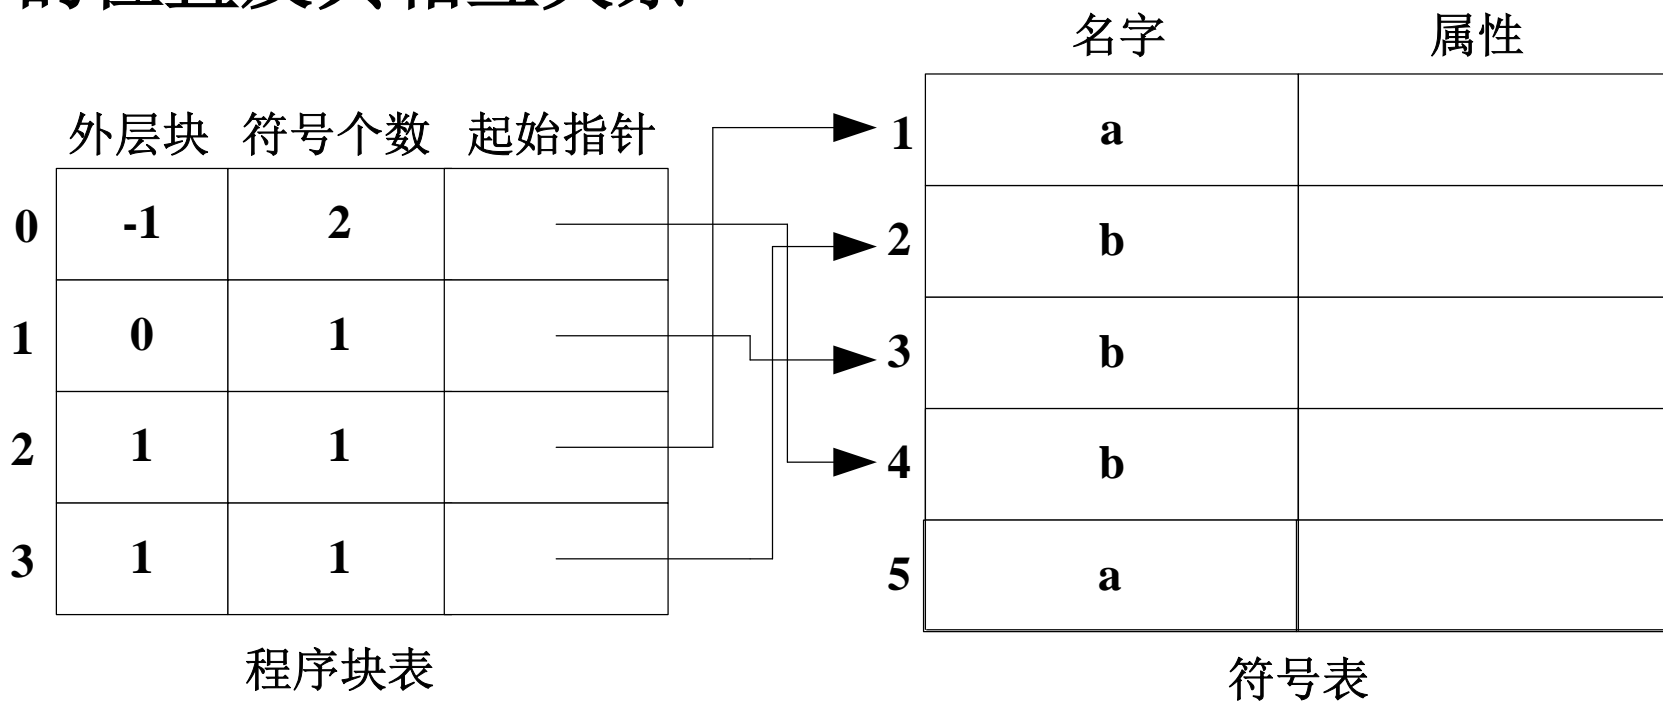 名字 属性
外层块 符号个数 起始指针
0 -1 2
1 0 1
2 1 1
3 1 1
程序块表
1 a
2 b
3 b
4 b
5 a
符号表